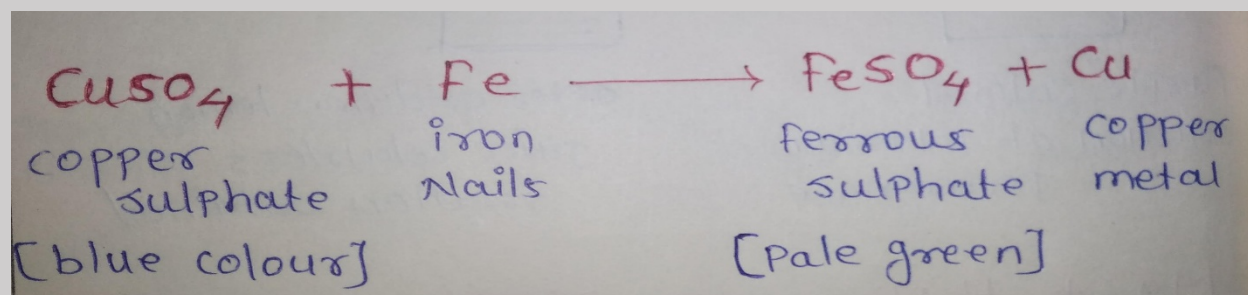 CuSO4 + Fe ⟶ FeSO4 + Cu
copper iron ferrous copper
sulphate Nails sulphate metal
[blue colour] [pale green]